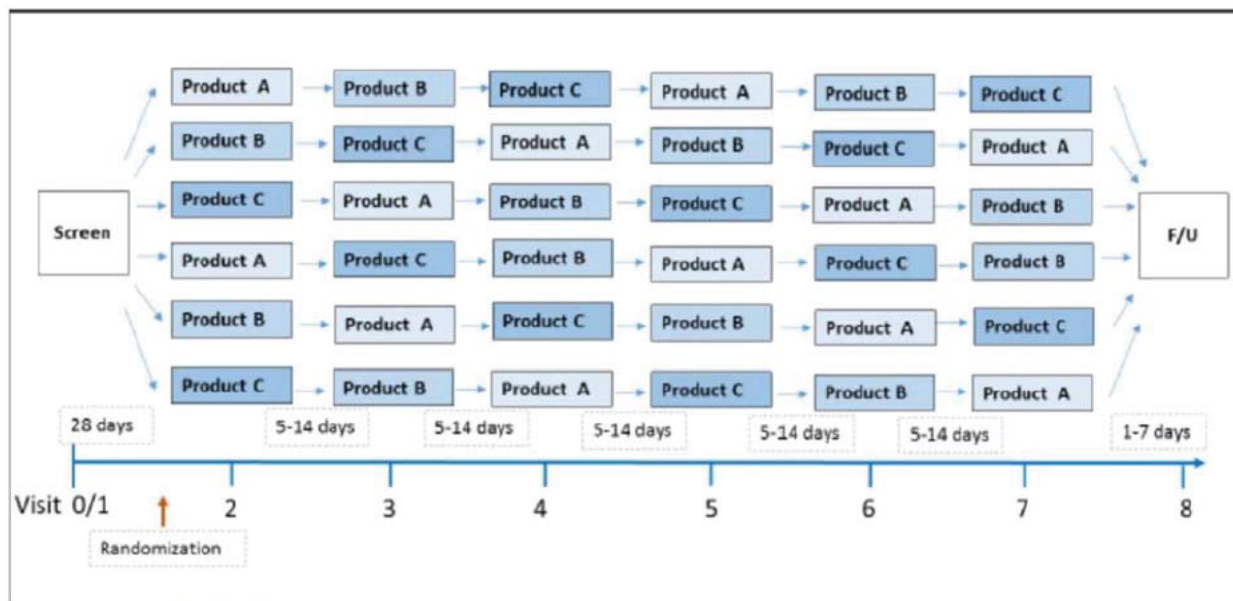 Product A Product B Product C Product A Product B Product C
Product B Product C Product A Product B Product C Product A
Product C Product A Product B Product C Product A Product B
Screen
F/U
Product A Product C Product B Product A Product C Product B
Product B Product A Product C Product B Product A Product C
Product C Product B Product A Product C Product B Product A
28 days 5-14 days 5-14 days 5-14 days 5-14 days 5-14 days 1-7 days
Visit 0/1 2 3 4 5 6 7 8
Randomization